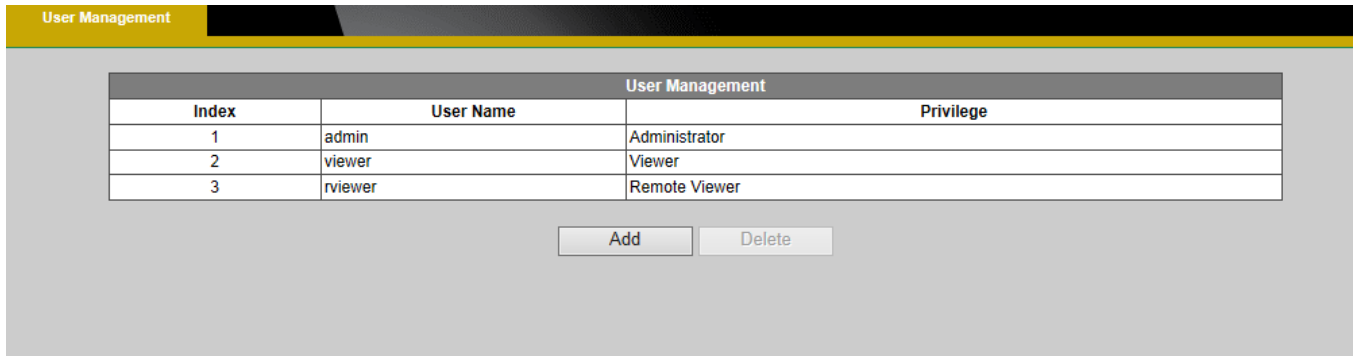 User Management
User Management
Index User Name Privilege
1 admin Administrator
2 viewer Viewer
3 rviewer Remote Viewer
Add Delete